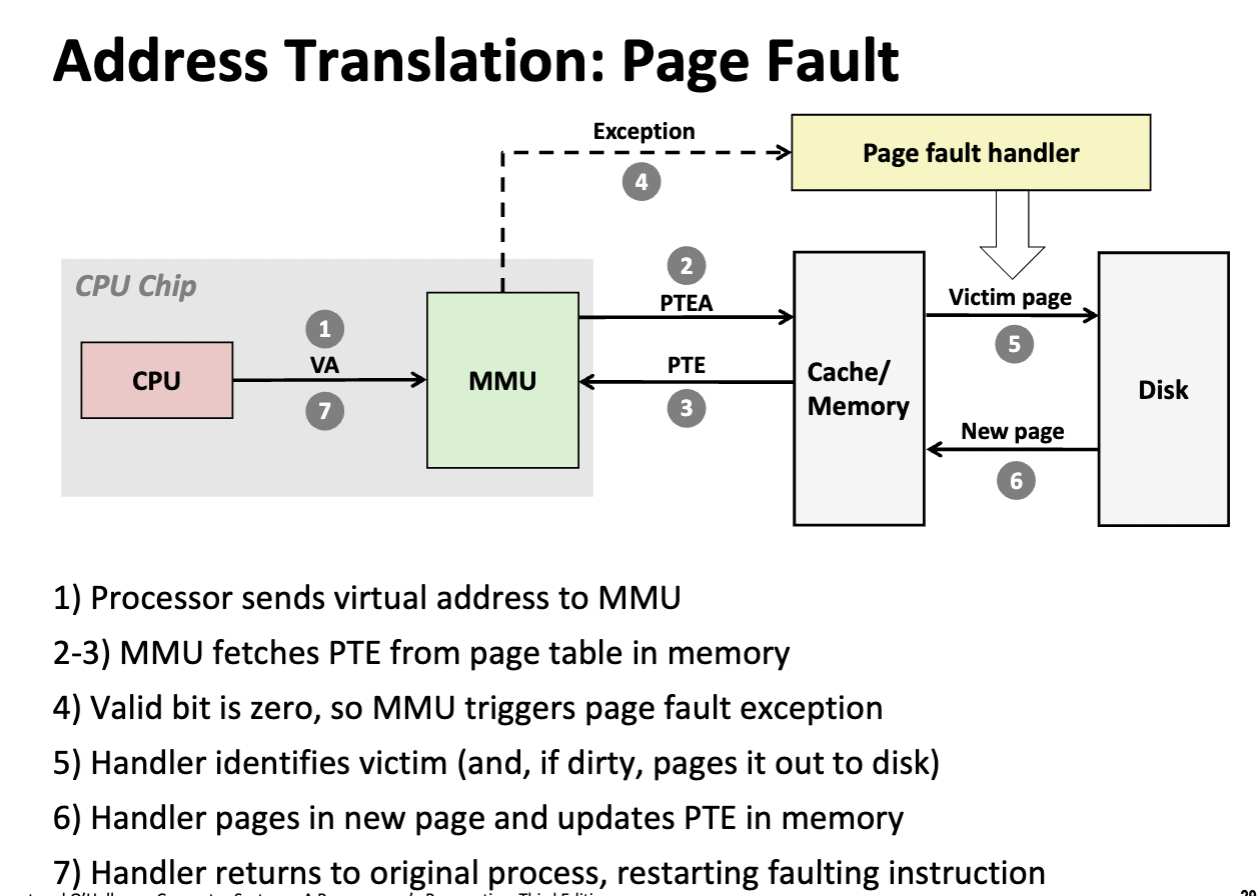 Address Translation: Page Fault
Exception
Page fault handler
4
2
CPU Chip
Victim page
PTEA
1
5
VA
PTE
CPU
MMU
Cache/
Memory
Disk
7
3
New page
6
1) Processor sends virtual address to MMU
2-3) MMU fetches PTE from page table in memory
4) Valid bit is zero, so MMU triggers page fault exception
5) Handler identifies victim (and, if dirty, pages it out to disk)
6) Handler pages in new page and updates PTE in memory
7) Handler returns to original process, restarting faulting instruction